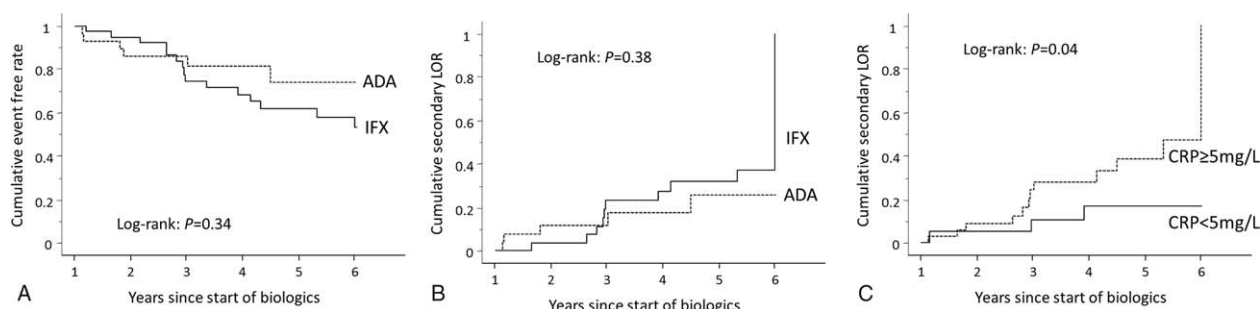 Cumulative event free rate
1
0.8
0.6
0.4
0.2
0
ADA
IFX
Log-rank: P=0.34
1 2 3 4 5 6
A
Years since start of biologics
Cumulative secondary LOR
1
0.8
0.6
0.4
0.2
0
Log-rank: P=0.38
IFX
ADA
1 2 3 4 5 6
B
Years since start of biologics
Cumulative secondary LOR
1
0.8
0.6
0.4
0.2
0
Log-rank: P=0.04
CRP≥5mg/L
CRP<5mg/L
1 2 3 4 5 6
C
Years since start of biologics